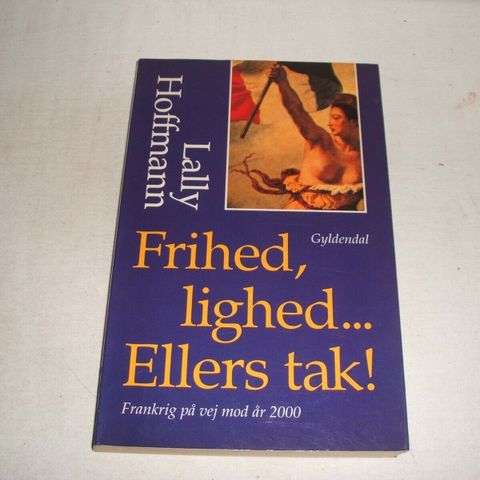 Lally
Hoffmann
Gyldendal
Frihed,
lighed...
Ellers tak!
Frankrig på vej mod år 2000